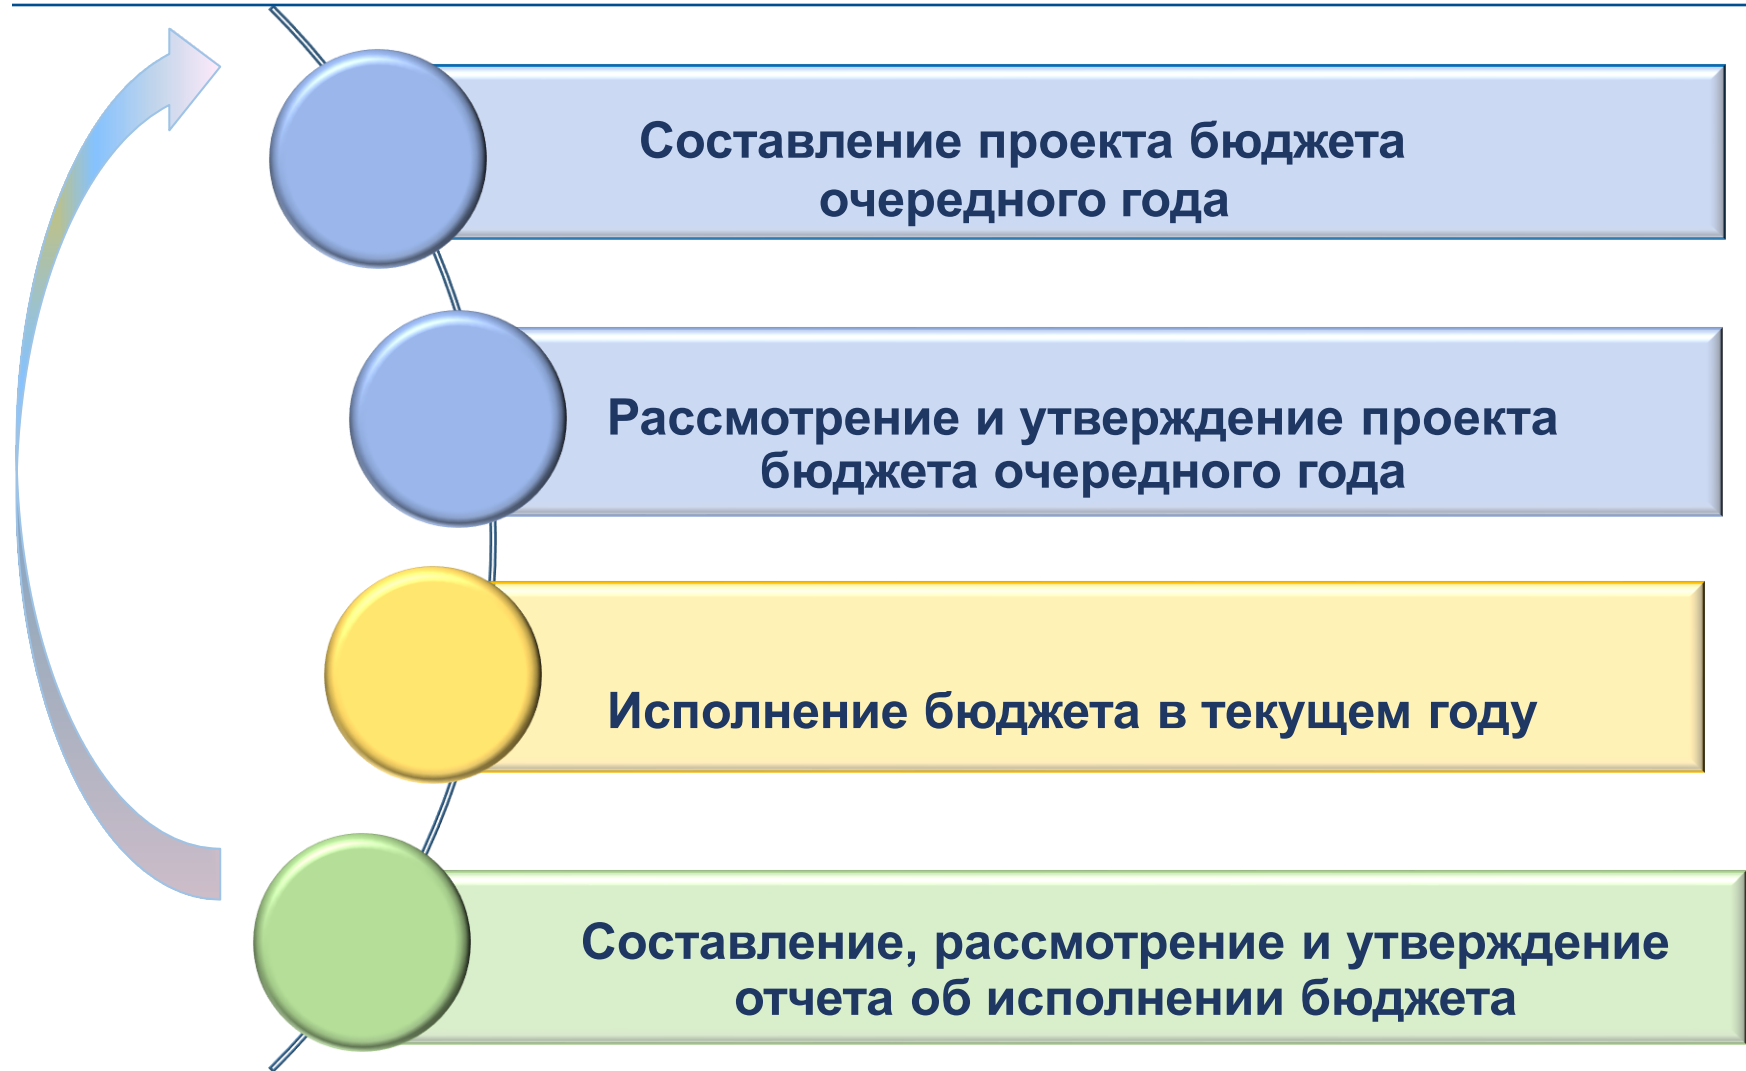 Составление проекта бюджета
очередного года
Рассмотрение и утверждение проекта
бюджета очередного года
Исполнение бюджета в текущем году
Составление, рассмотрение и утверждение
отчета об исполнении бюджета